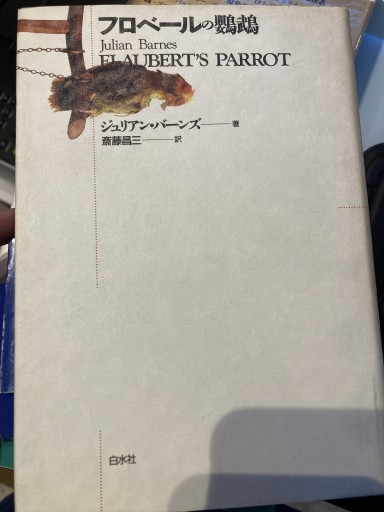 フロベールの鸚鵡
Julian Barnes
FLAUBERT'S PARROT
ジュリアン・バーンズ——著
斎藤昌三——訳
白水社